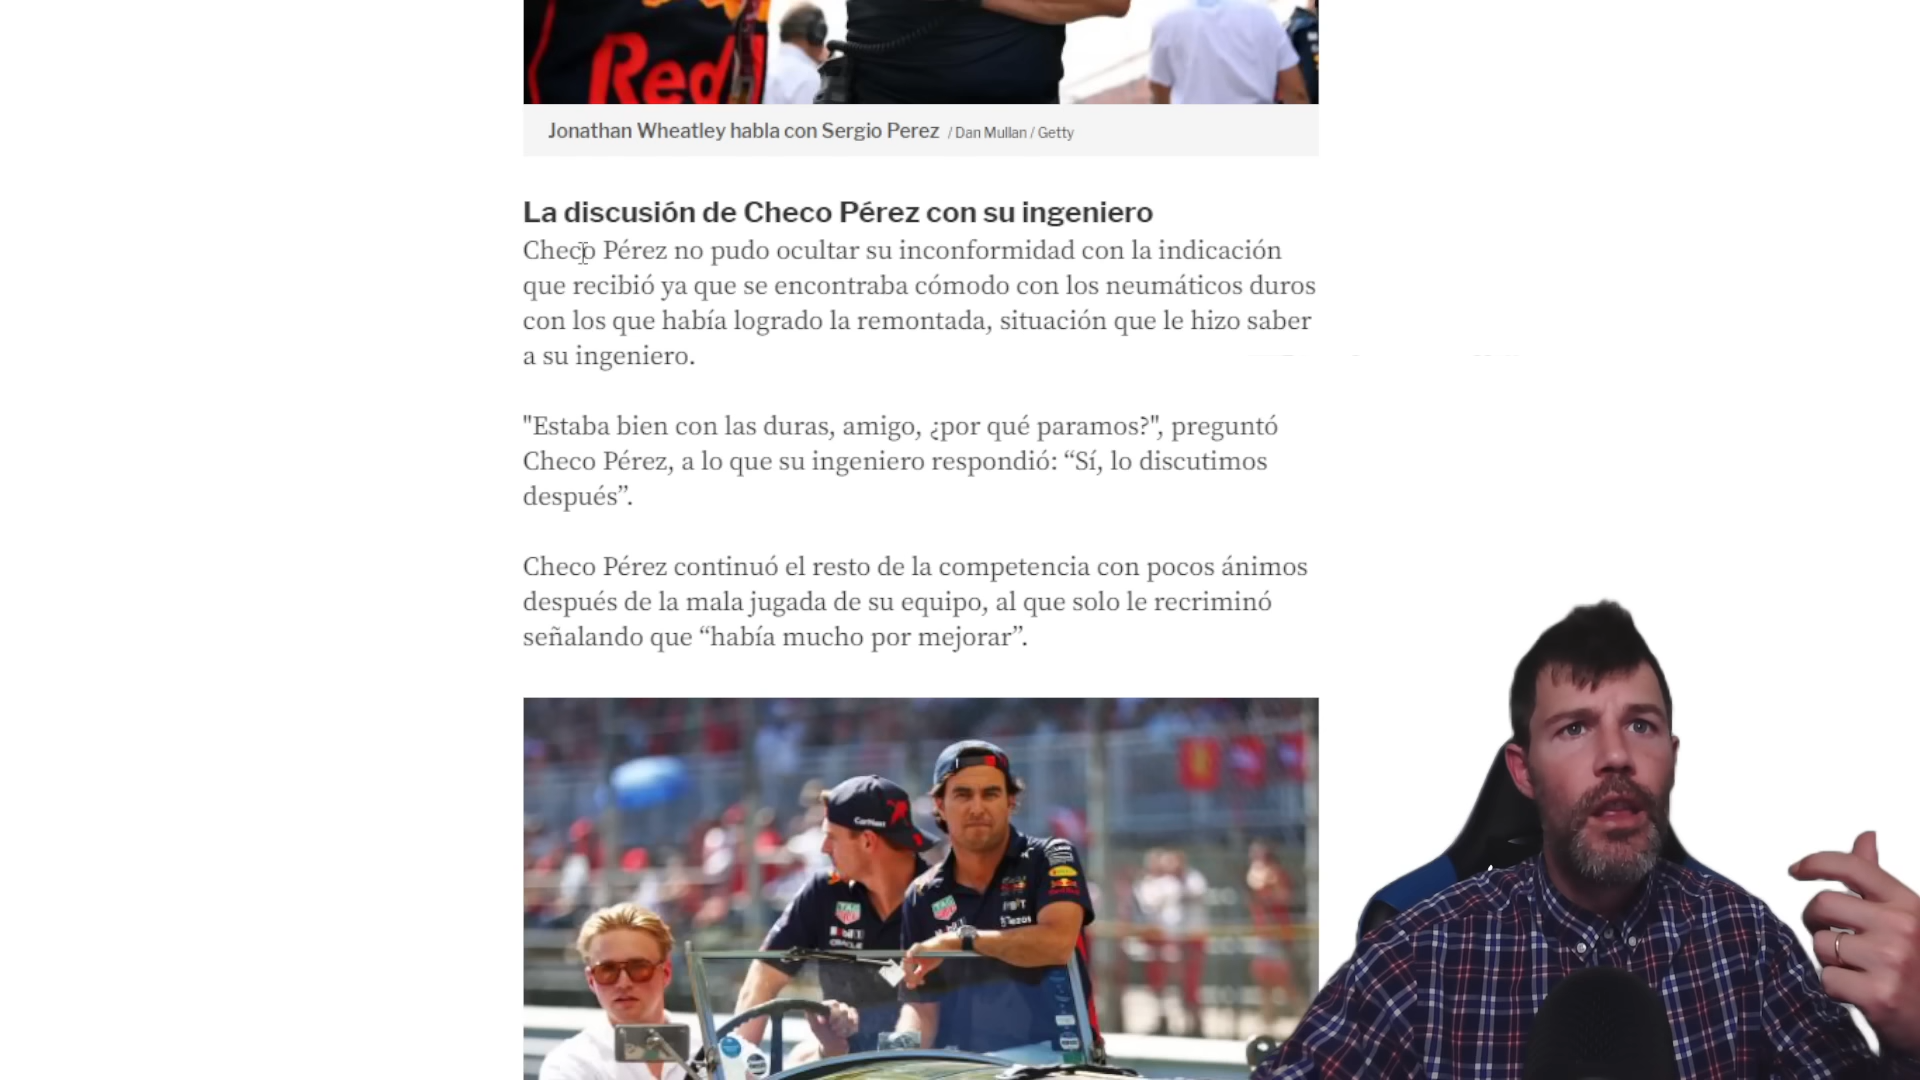 Red
Jonathan Wheatley habla con Sergio Perez / Dan Mullan / Getty
La discusión de Checo Pérez con su ingeniero
Checo Pérez no pudo ocultar su inconformidad con la indicación
que recibió ya que se encontraba cómodo con los neumáticos duros
con los que había logrado la remontada, situación que le hizo saber
a su ingeniero.
"Estaba bien con las duras, amigo, ¿por qué paramos?", preguntó
Checo Pérez, a lo que su ingeniero respondió: “Sí, lo discutimos
después”.
Checo Pérez continuó el resto de la competencia con pocos ánimos
después de la mala jugada de su equipo, al que solo le recriminó
señalando que “había mucho por mejorar”.
CarNext
TAG
TAG
ORACLE